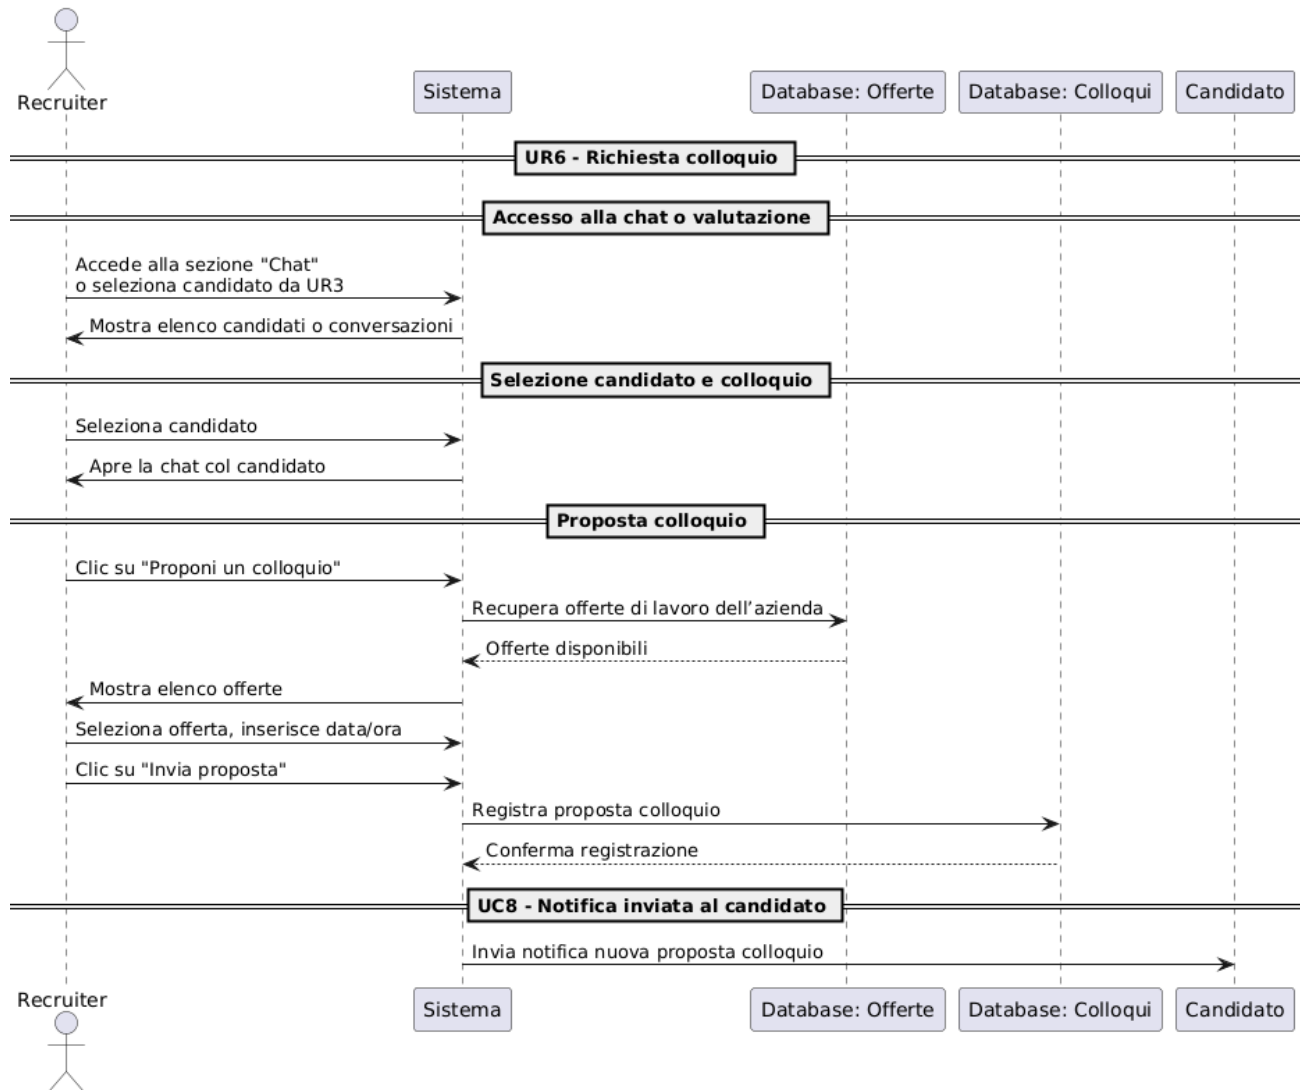 Recruiter
Sistema
Database: Offerte
Database: Colloqui
Candidato
UR6 - Richiesta colloquio
Accesso alla chat o valutazione
Accede alla sezione "Chat"
o seleziona candidato da UR3
Mostra elenco candidati o conversazioni
Selezione candidato e colloquio
Seleziona candidato
Apre la chat col candidato
Proposta colloquio
Clic su "Proponi un colloquio"
Recupera offerte di lavoro dell’azienda
Offerte disponibili
Mostra elenco offerte
Seleziona offerta, inserisce data/ora
Clic su "Invia proposta"
Registra proposta colloquio
Conferma registrazione
UC8 - Notifica inviata al candidato
Invia notifica nuova proposta colloquio
Recruiter
Sistema
Database: Offerte
Database: Colloqui
Candidato